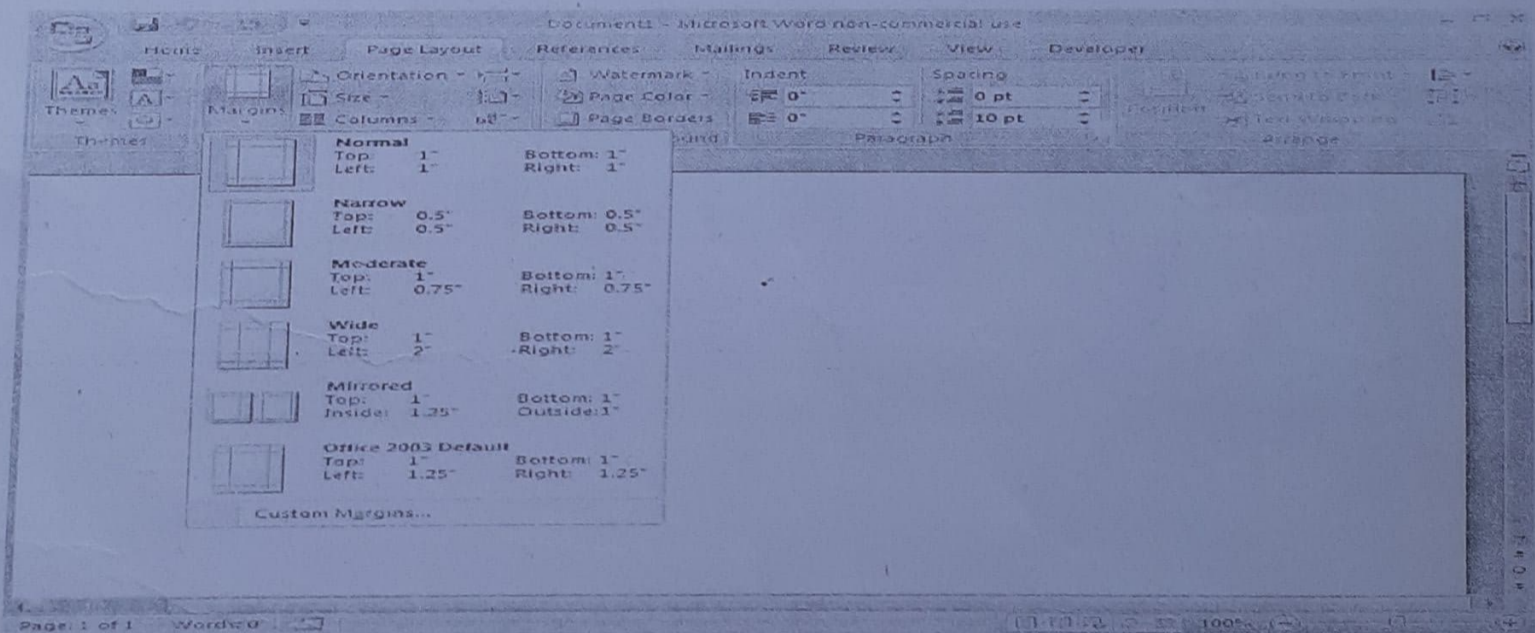 Document1 - Microsoft Word non-commercial use
Home Insert Page Layout References Mailings Review View Developer
Orientation Watermark Indent Spacing
Aa Size Page Color 0" 0 pt
Themes Margins Columns Page Borders 0" 10 pt Position
Themes Paragraph Arrange
Normal
Top: 1" Bottom: 1"
Left: 1" Right: 1"
Narrow
Top: 0.5" Bottom: 0.5"
Left: 0.5" Right: 0.5"
Moderate
Top: 1" Bottom: 1"
Left: 0.75" Right: 0.75"
Wide
Top: 1" Bottom: 1"
Left: 2" Right: 2"
Mirrored
Top: 1" Bottom: 1"
Inside: 1.25" Outside: 1"
Office 2003 Default
Top: 1" Bottom: 1"
Left: 1.25" Right: 1.25"
Custom Margins...
Page: 1 of 1 Words: 0 100%